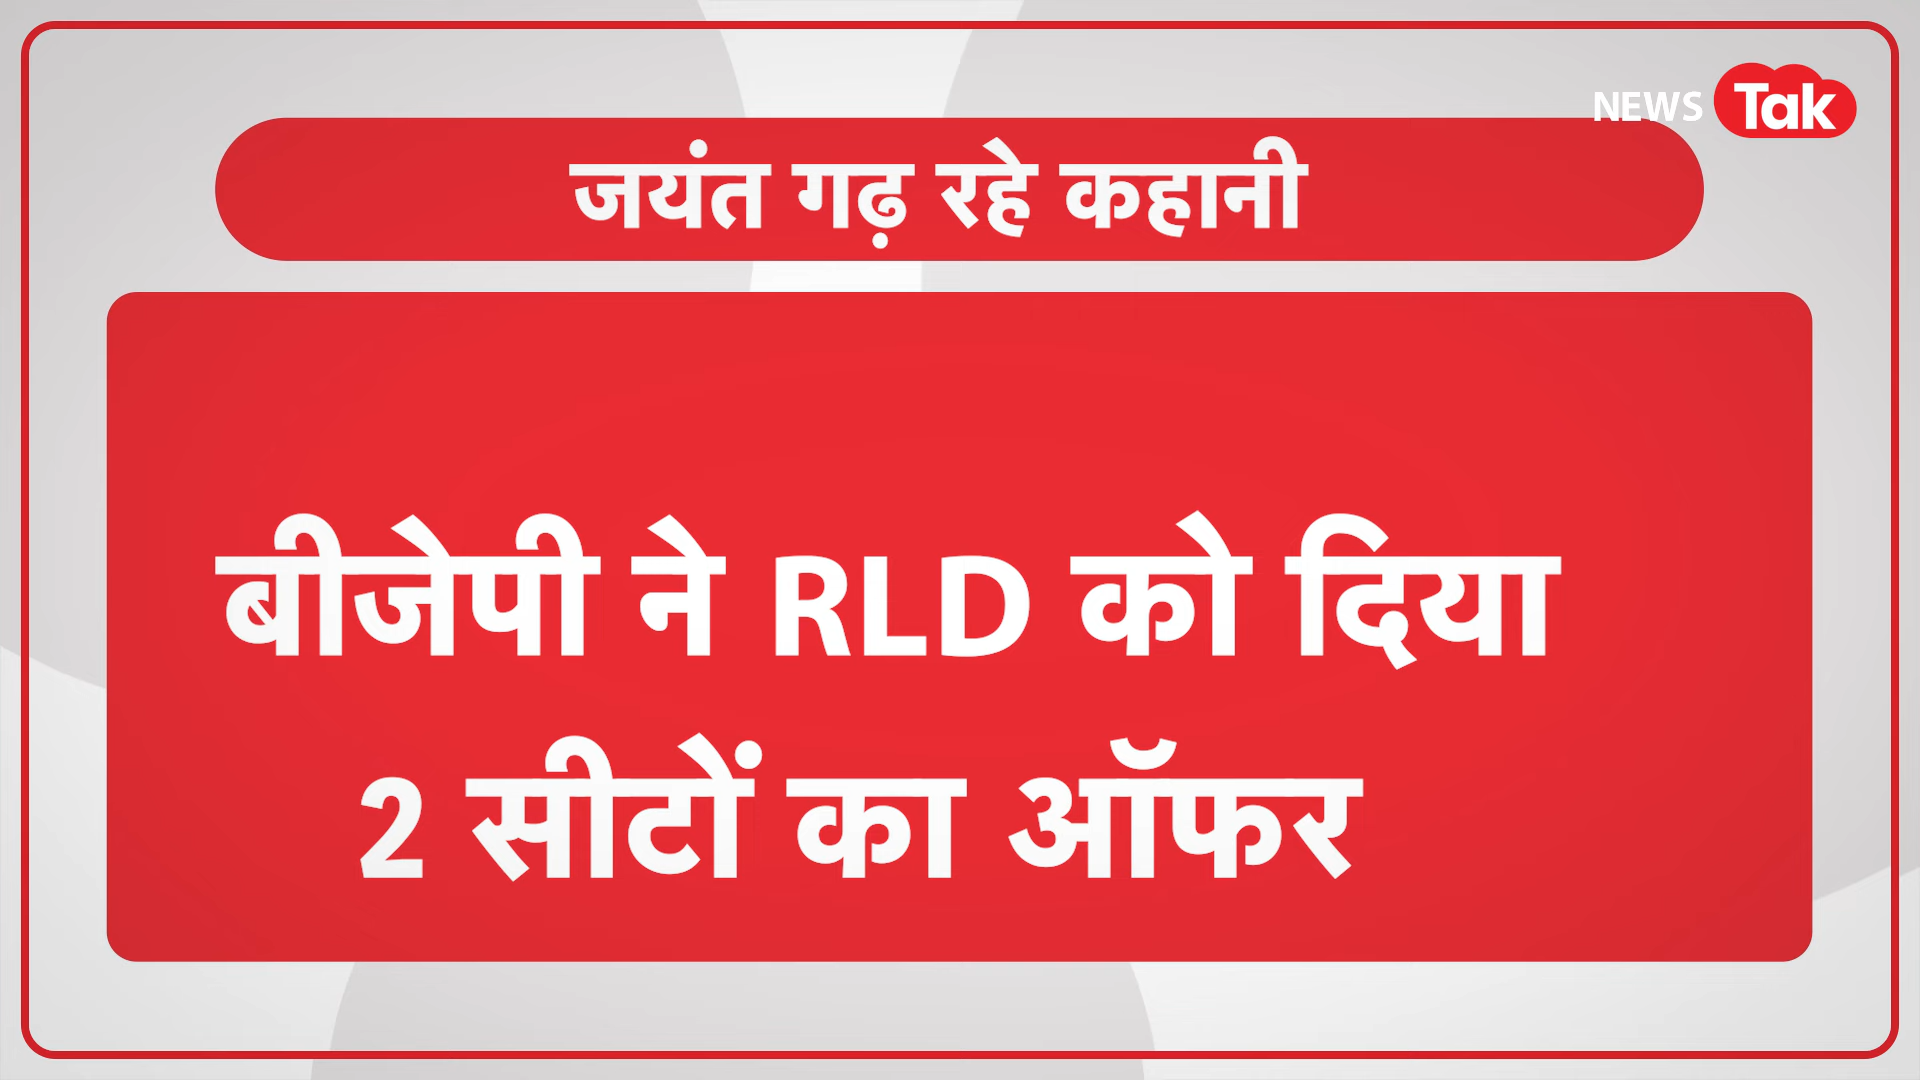 NEWS Tak
जयंत गढ़ रहे कहानी
बीजेपी ने RLD को दिया
2 सीटों का ऑफर